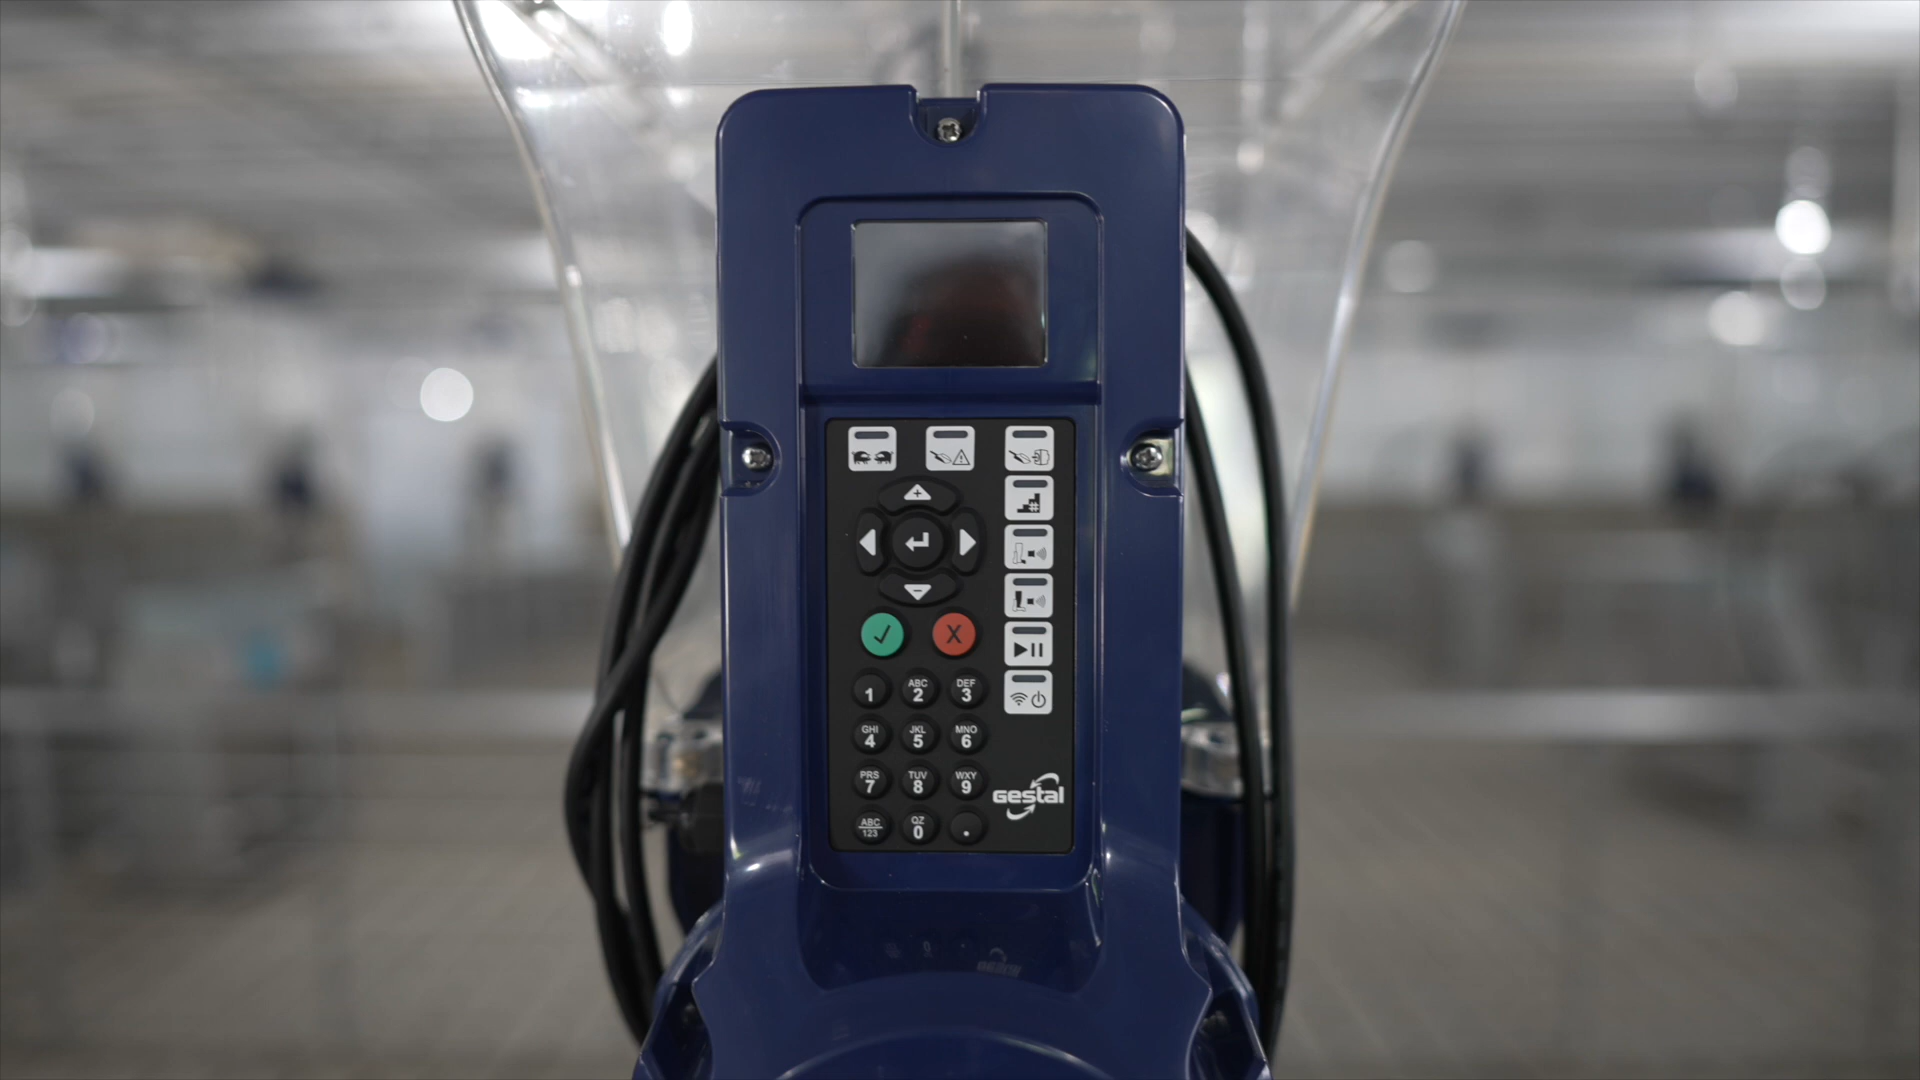 X
1
ABC
2
DEF
3
GHI
4
JKL
5
MNO
6
PRS
7
TUV
8
WXY
9
Gestal
ABC
123
QZ
0
.